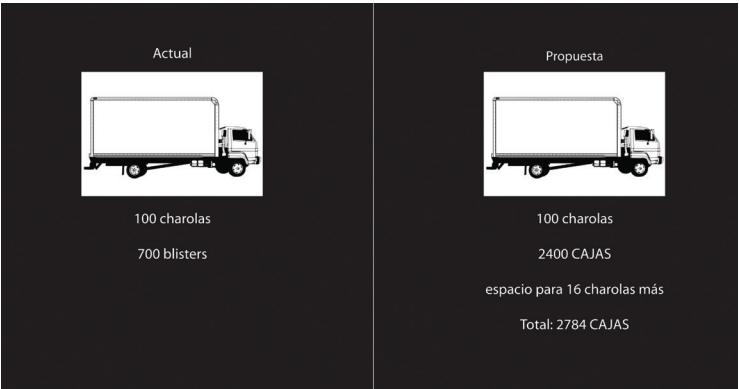 Actual
100 charolas
700 blisters
Propuesta
100 charolas
2400 CAJAS
espacio para 16 charolas más
Total: 2784 CAJAS